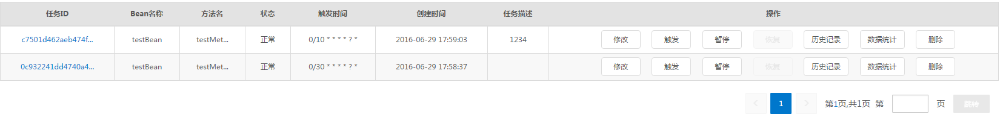 任务ID Bean名称 方法名 状态 触发时间 创建时间 任务描述 操作
c7501d462aeb474f... testBean testMet... 正常 0/10 * * * * ? * 2016-06-29 17:59:03 1234 修改 触发 暂停 恢复 历史记录 数据统计 删除
0c932241dd4740a4... testBean testMet... 正常 0/30 * * * * ? * 2016-06-29 17:58:37 修改 触发 暂停 恢复 历史记录 数据统计 删除
1 第1页,共1页 第 页 跳转